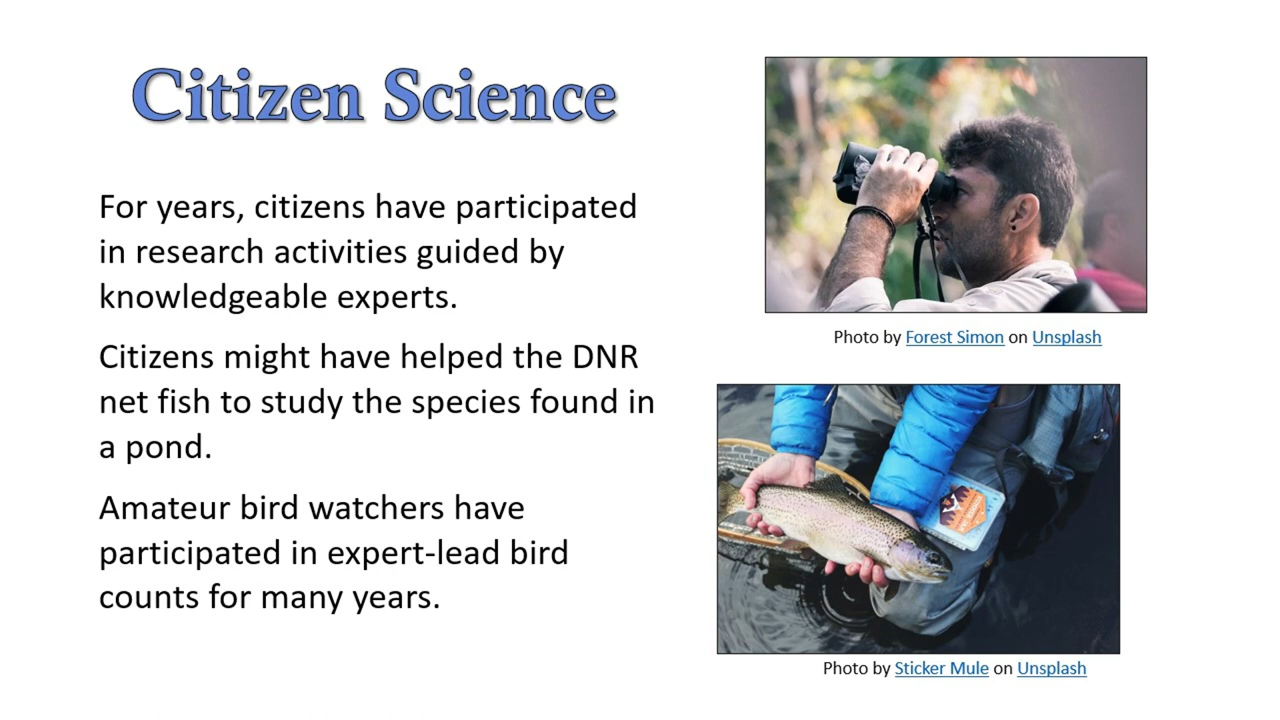 Citizen Science
For years, citizens have participated
in research activities guided by
knowledgeable experts.
Citizens might have helped the DNR
net fish to study the species found in
a pond.
Amateur bird watchers have
participated in expert-lead bird
counts for many years.
Photo by Forest Simon on Unsplash
Photo by Sticker Mule on Unsplash